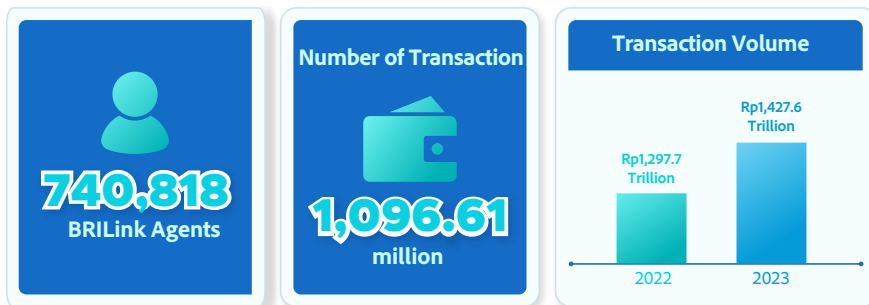 740,818
BRILink Agents
Number of Transaction
1,096.61
million
Transaction Volume
Rp1,297.7
Trillion
Rp1,427.6
Trillion
2022
2023